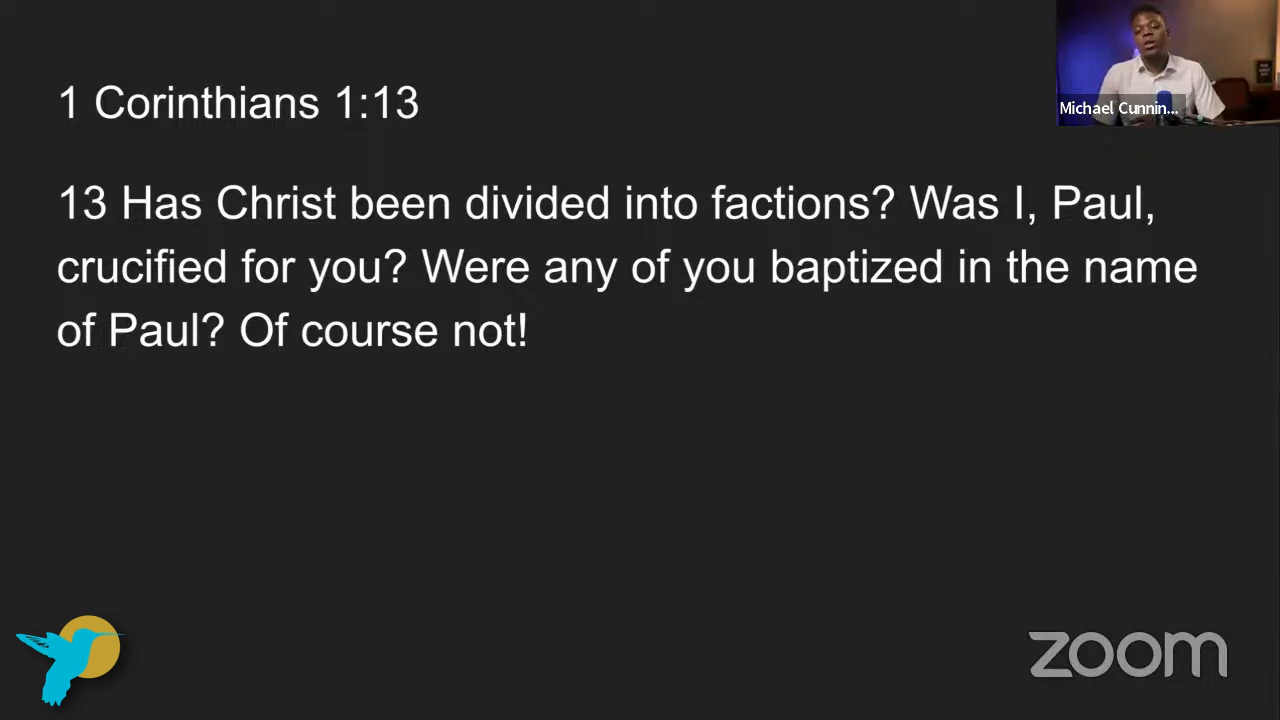 1 Corinthians 1:13
Michael Cunnin...
13 Has Christ been divided into factions? Was I, Paul,
crucified for you? Were any of you baptized in the name
of Paul? Of course not!
zoom